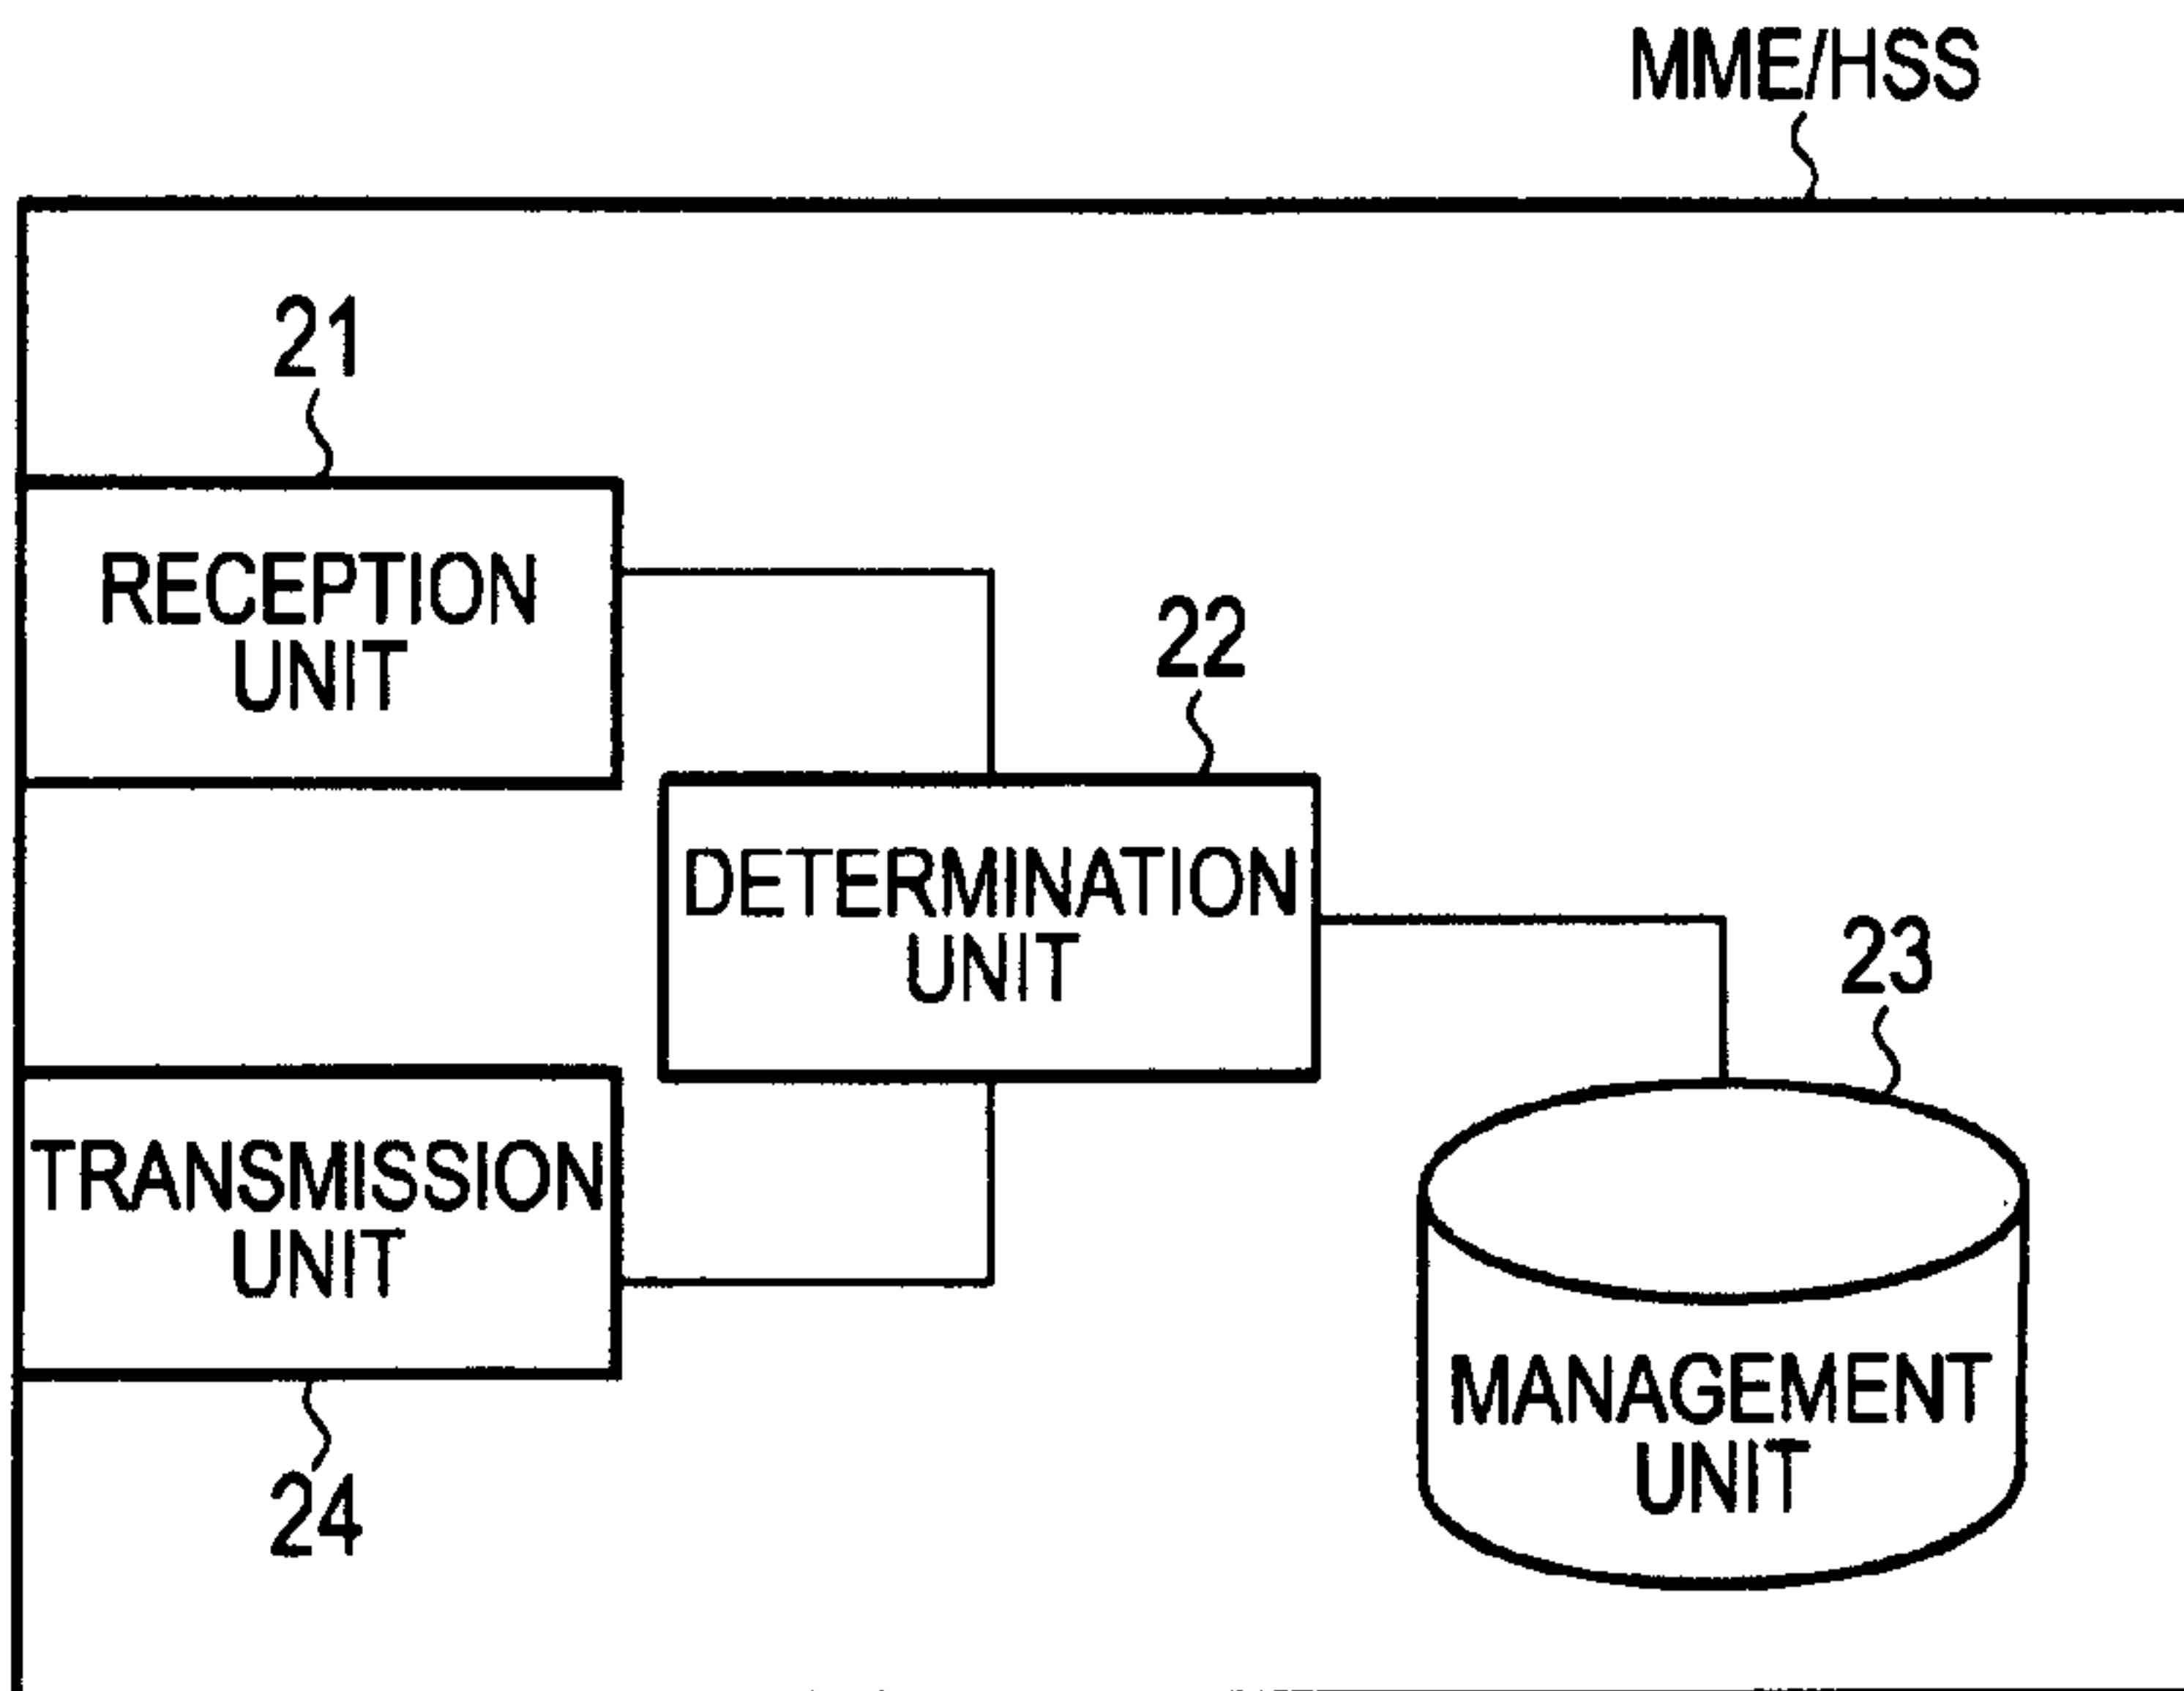 MME/HSS
21
RECEPTION
UNIT
22
DETERMINATION
UNIT
23
TRANSMISSION
UNIT
MANAGEMENT
UNIT
24